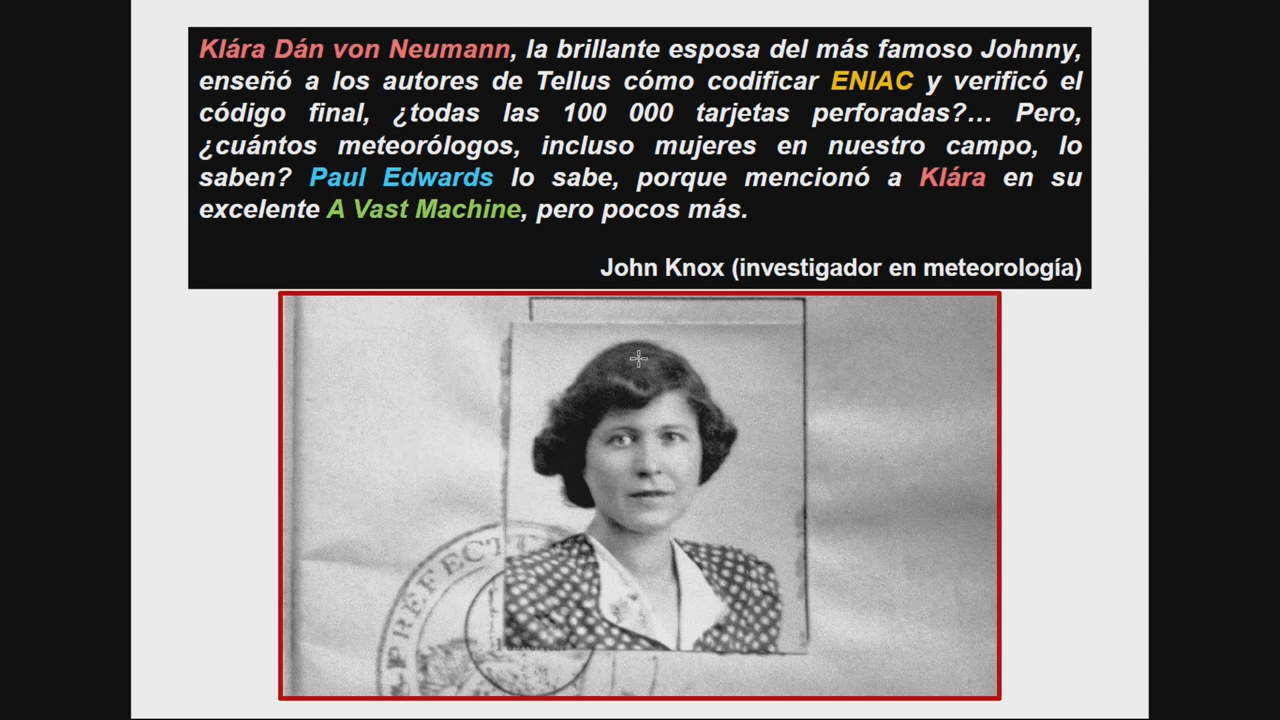 Klára Dán von Neumann, la brillante esposa del más famoso Johnny,
enseñó a los autores de Tellus cómo codificar ENIAC y verificó el
código final, ¿todas las 100 000 tarjetas perforadas?... Pero,
¿cuántos meteorólogos, incluso mujeres en nuestro campo, lo
saben? Paul Edwards lo sabe, porque mencionó a Klára en su
excelente A Vast Machine, pero pocos más.
John Knox (investigador en meteorología)